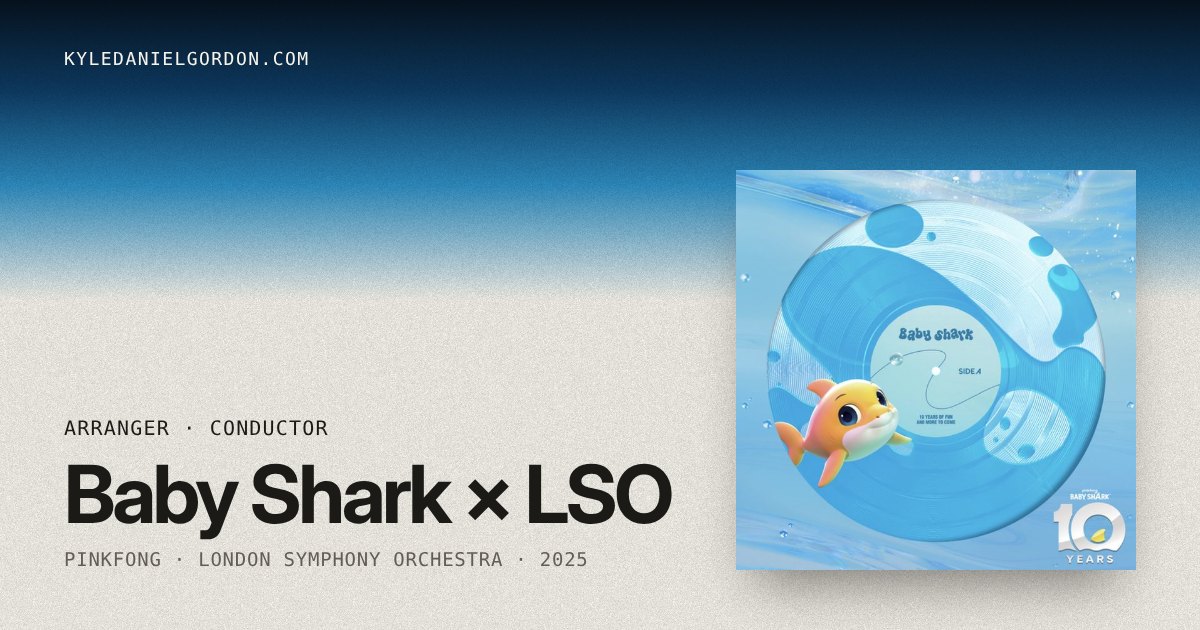 KYLEDANIELGORDON.COM
ARRANGER · CONDUCTOR
Baby Shark × LSO
PINKFONG · LONDON SYMPHONY ORCHESTRA · 2025
Baby Shark
SIDE A
10 YEARS OF FUN
AND MORE TO COME
pinkfong
BABY SHARK
10
YEARS